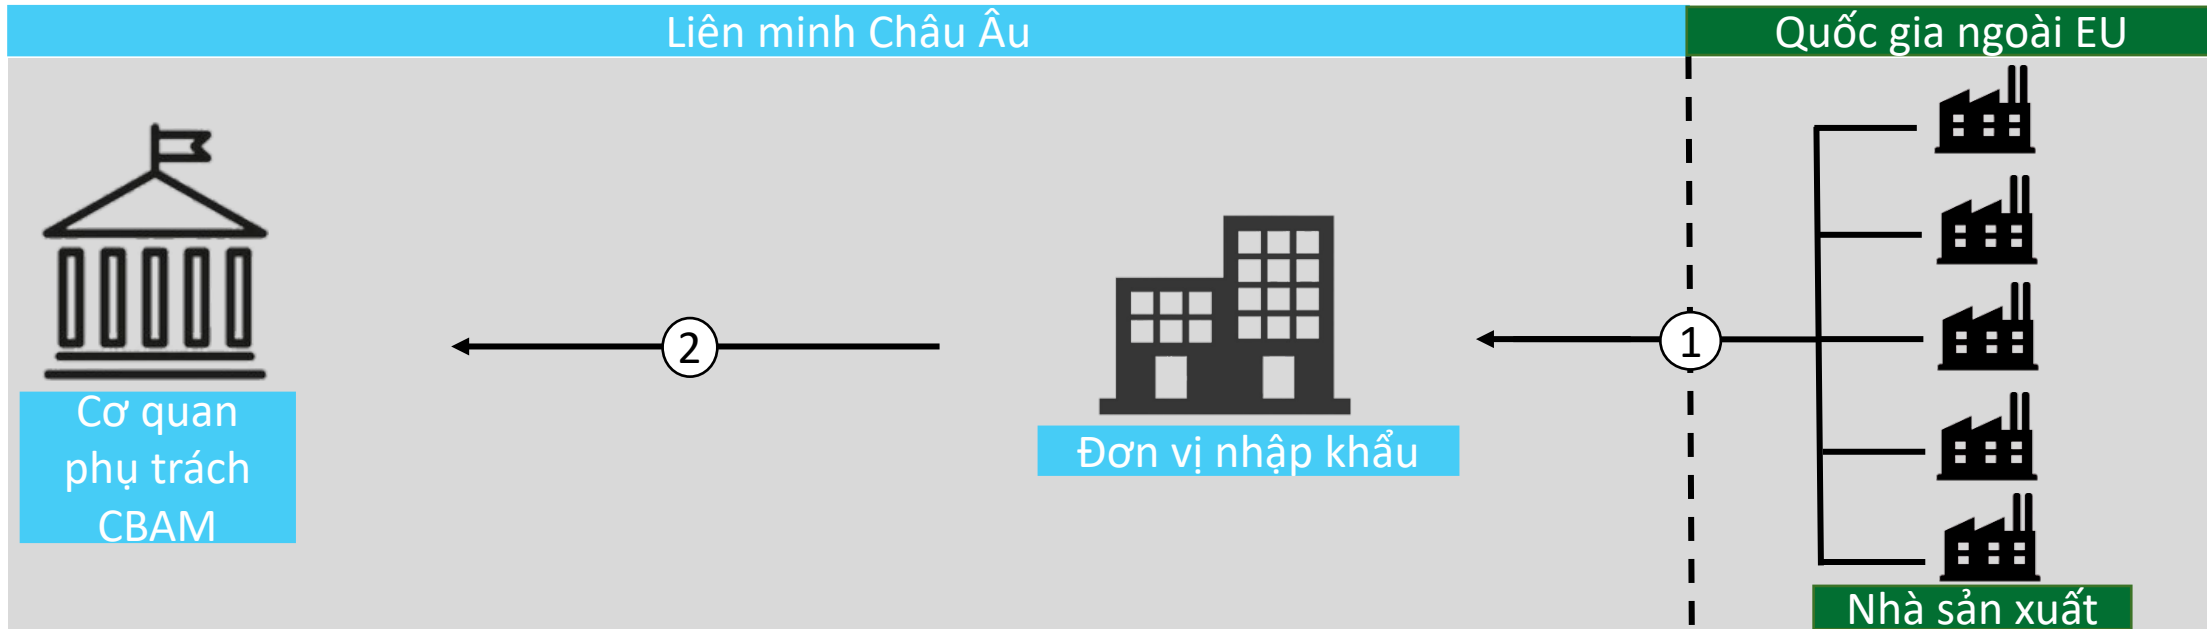 Liên minh Châu Âu
Quốc gia ngoài EU
2
1
Cơ quan
phụ trách
CBAM
Đơn vị nhập khẩu
Nhà sản xuất